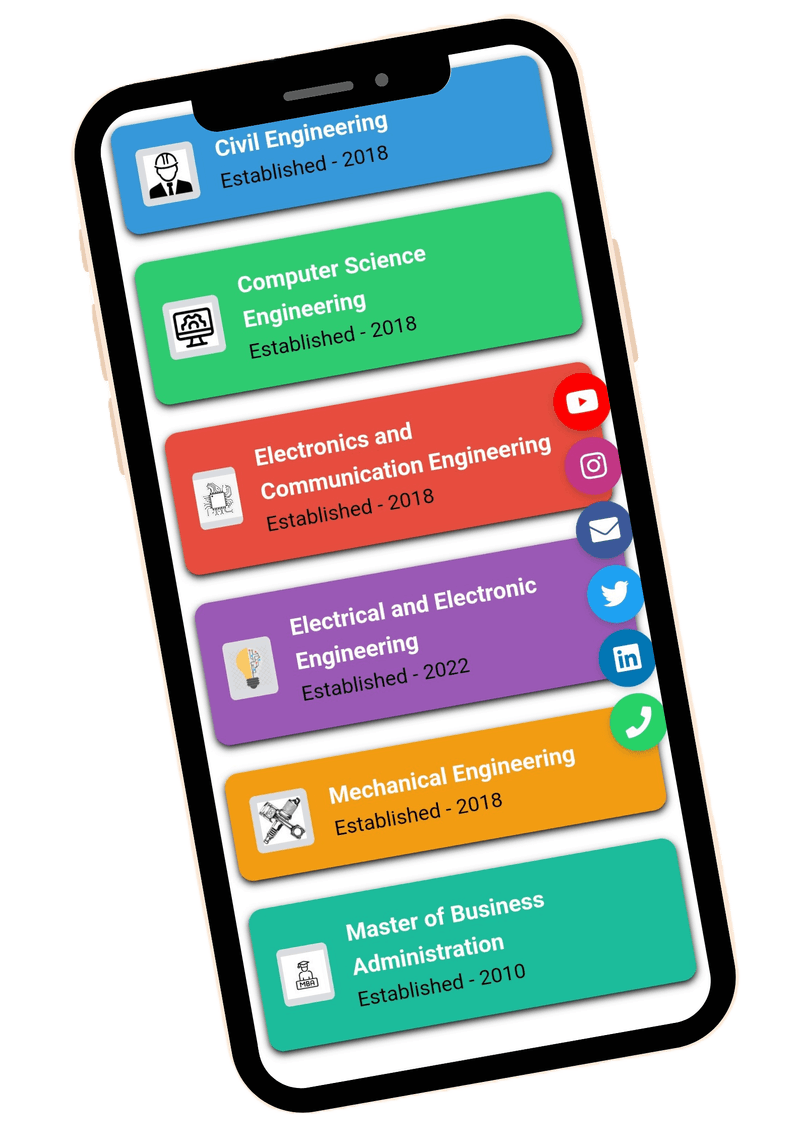 Civil Engineering
Established - 2018
Computer Science
Engineering
Established - 2018
Electronics and
Communication Engineering
Established - 2018
Electrical and Electronic
Engineering
Established - 2022
Mechanical Engineering
Established - 2018
Master of Business
Administration
Established - 2010
MBA
in